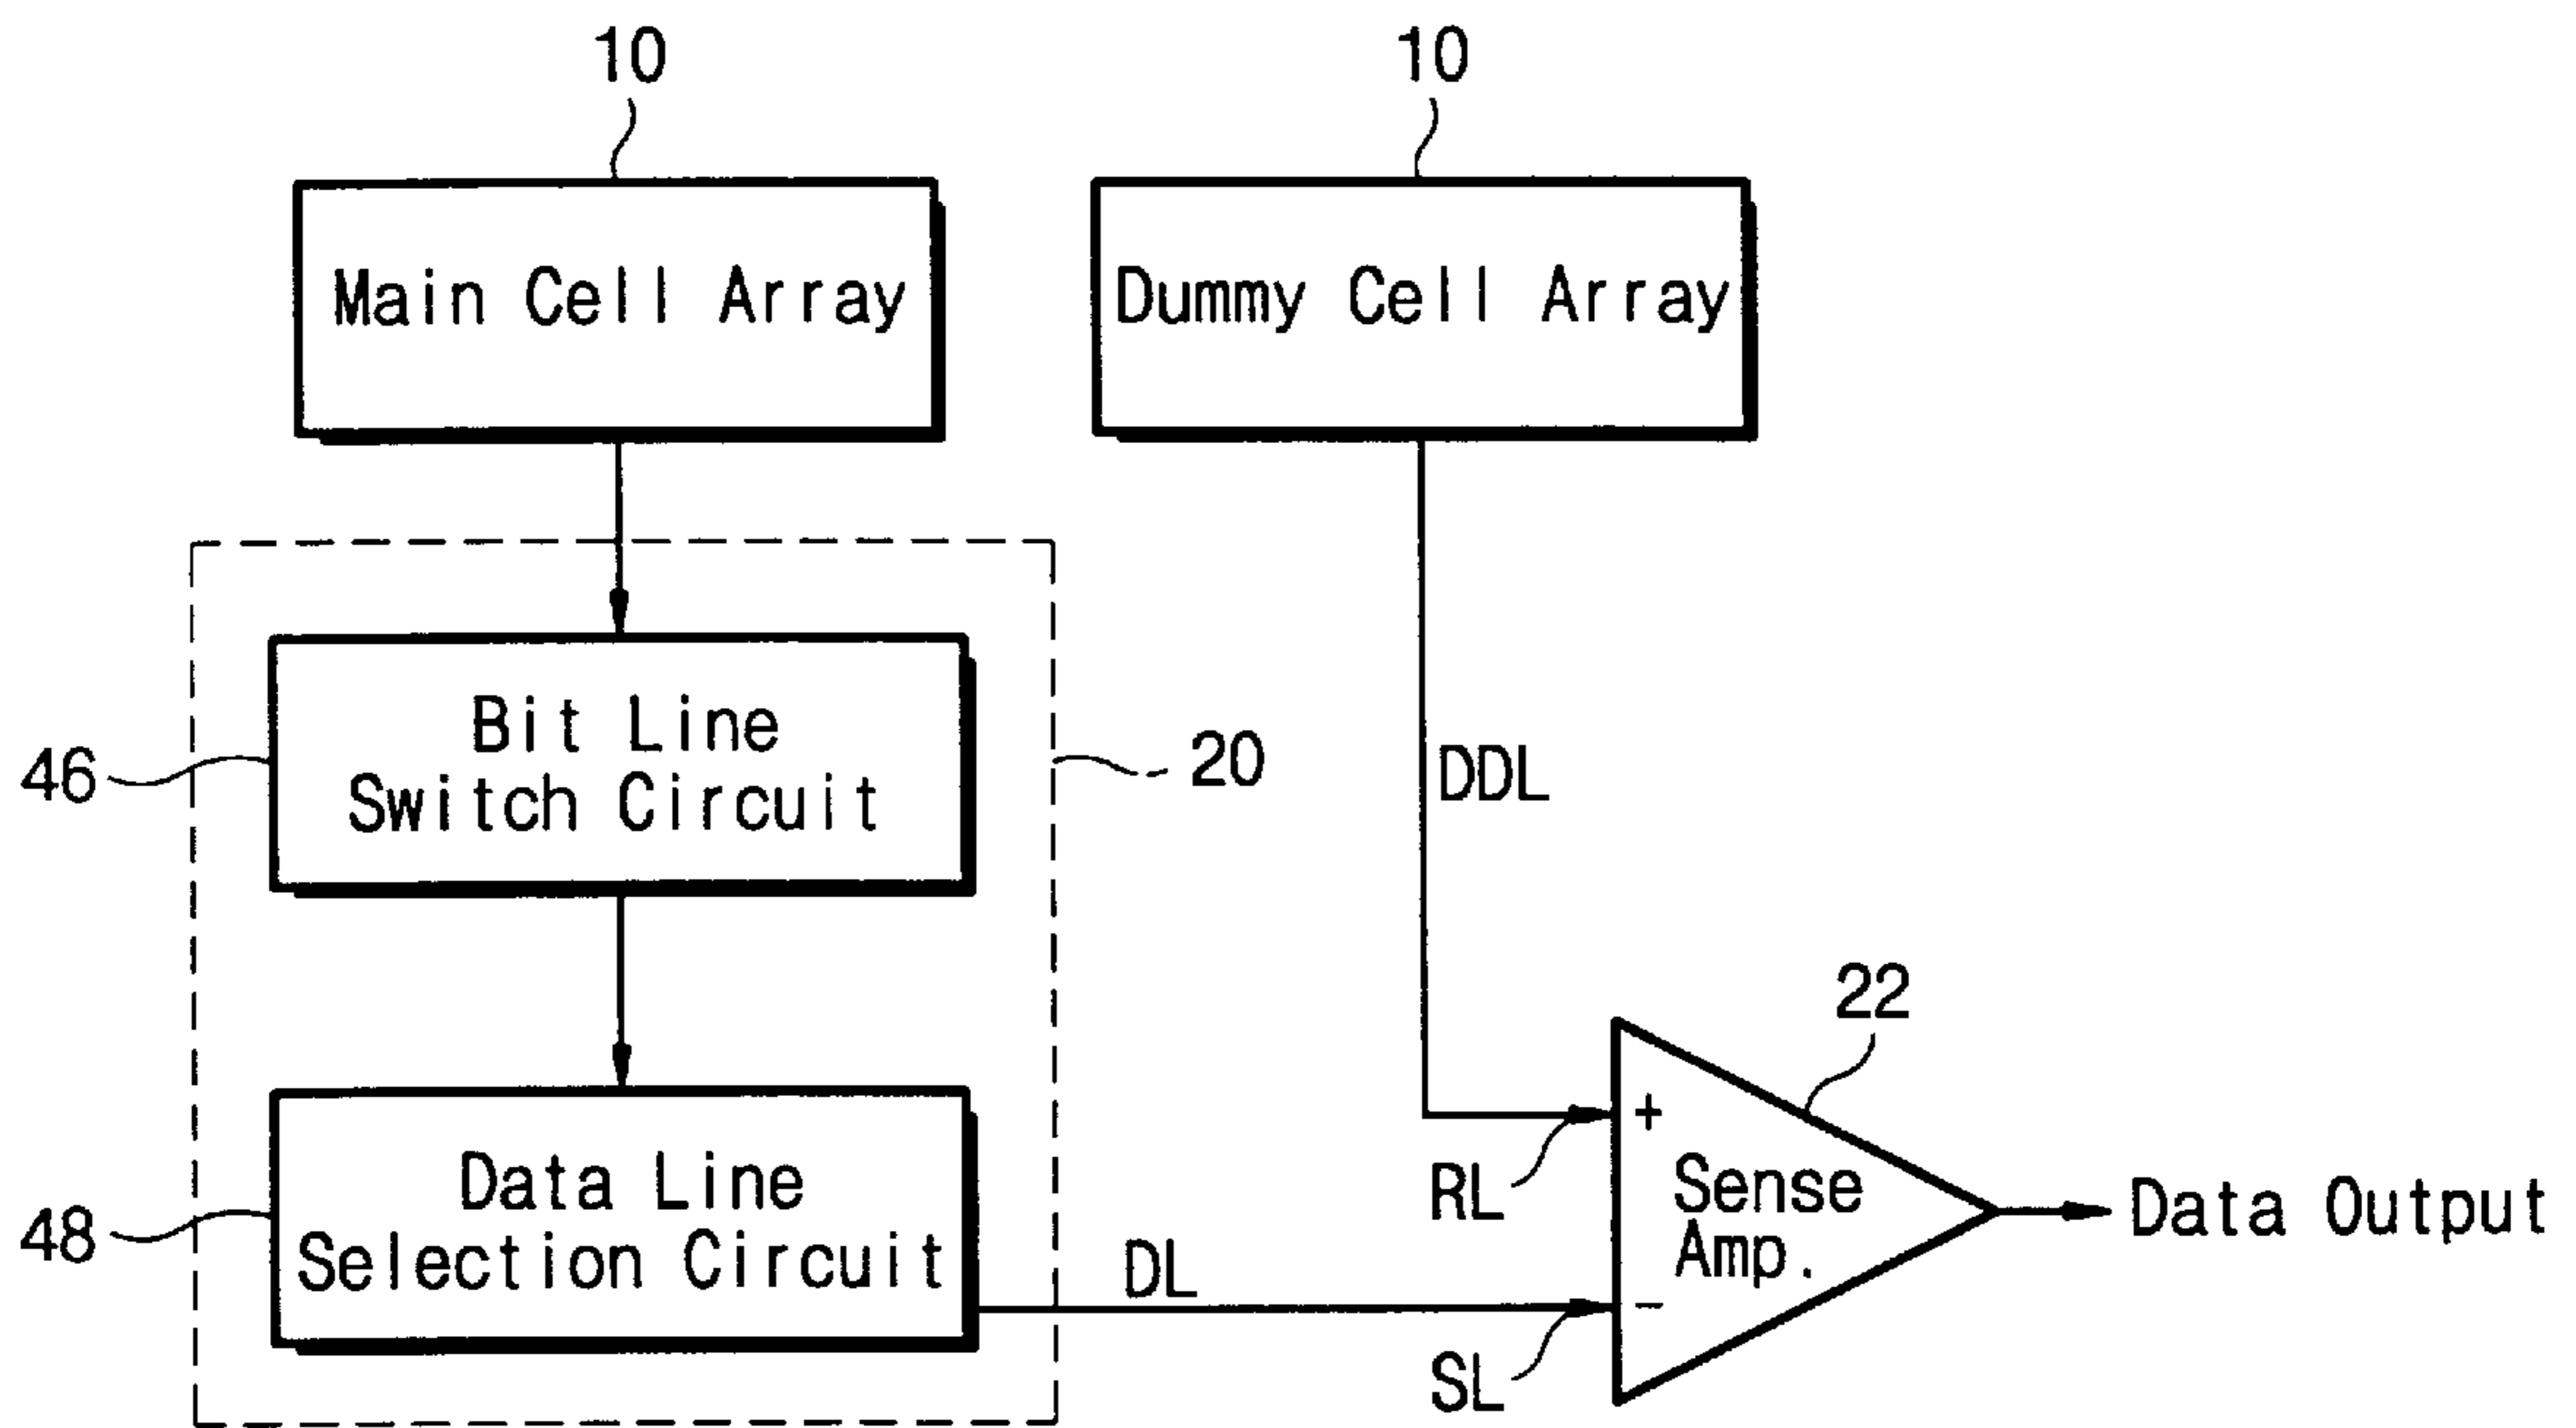 10
10
Main Cell Array
Dummy Cell Array
Bit Line
Switch Circuit
46
20
DDL
22
+
Data Line
Selection Circuit
48
RL
Sense
Amp.
Data Output
DL
-
SL